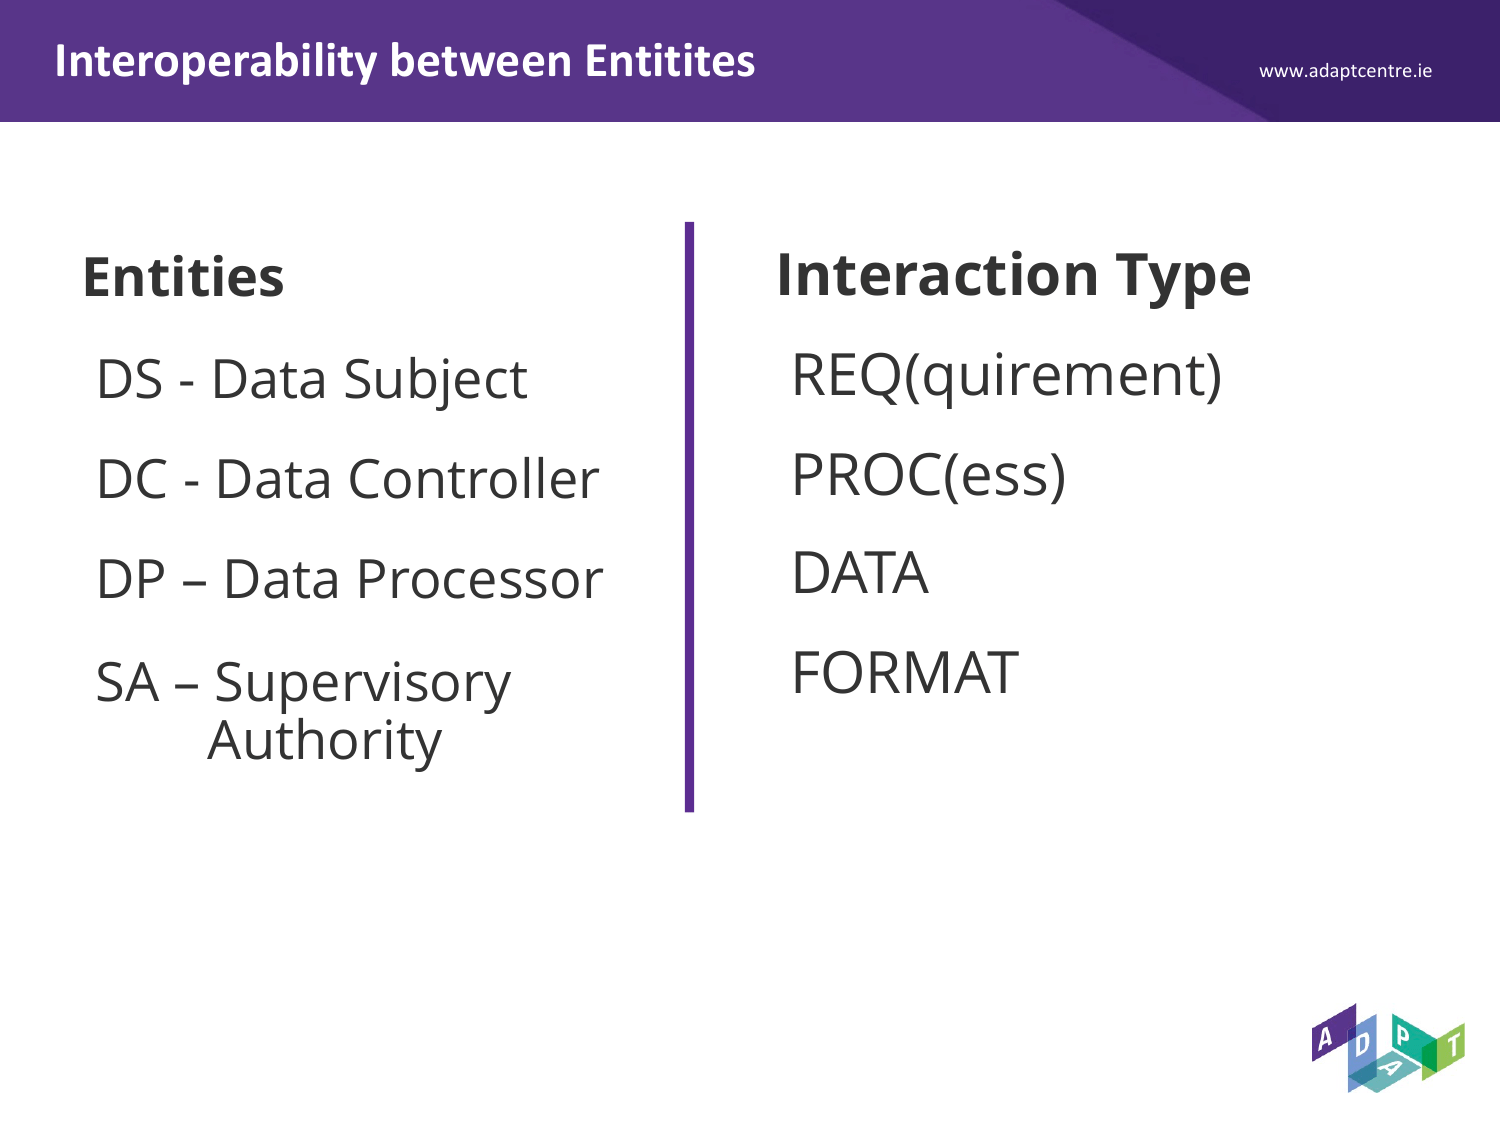 Interoperability between Entitites
www.adaptcentre.ie
Entities
DS - Data Subject
DC - Data Controller
DP – Data Processor
SA – Supervisory
Authority
Interaction Type
REQ(quirement)
PROC(ess)
DATA
FORMAT
ADAPT